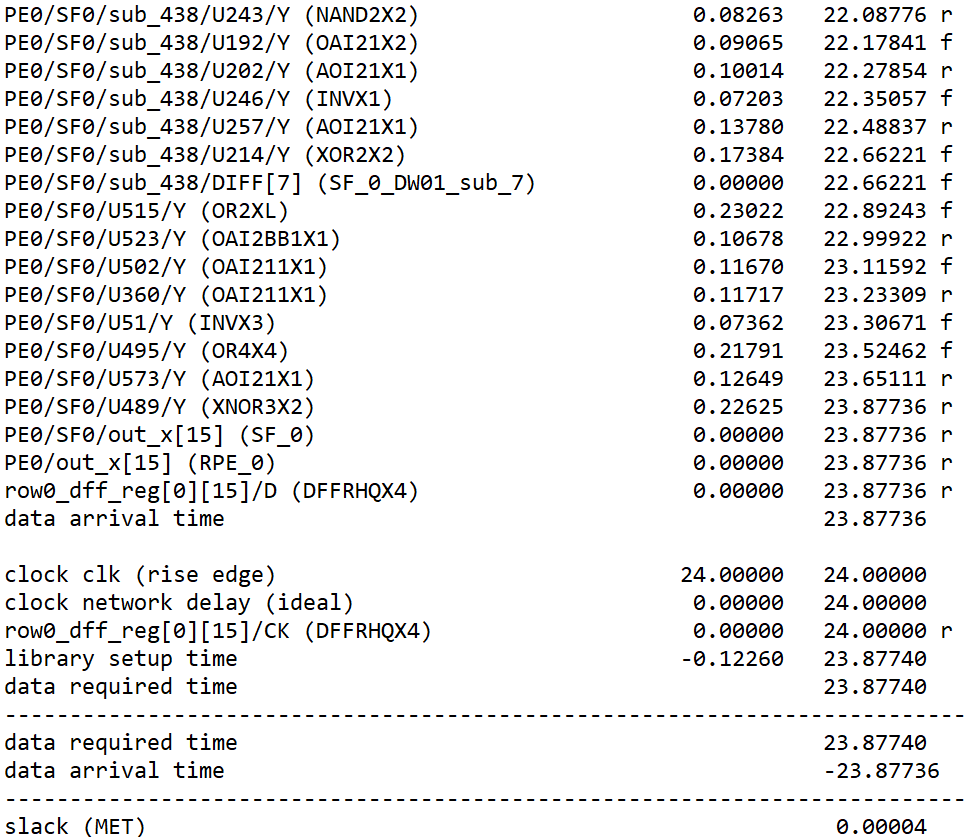 PE0/SF0/sub_438/U243/Y (NAND2X2) 0.08263 22.08776 r
PE0/SF0/sub_438/U192/Y (OAI21X2) 0.09065 22.17841 f
PE0/SF0/sub_438/U202/Y (AOI21X1) 0.10014 22.27854 r
PE0/SF0/sub_438/U246/Y (INVX1) 0.07203 22.35057 f
PE0/SF0/sub_438/U257/Y (AOI21X1) 0.13780 22.48837 r
PE0/SF0/sub_438/U214/Y (XOR2X2) 0.17384 22.66221 f
PE0/SF0/sub_438/DIFF[7] (SF_0_DW01_sub_7) 0.00000 22.66221 f
PE0/SF0/U515/Y (OR2XL) 0.23022 22.89243 f
PE0/SF0/U523/Y (OAI2BB1X1) 0.10678 22.99922 r
PE0/SF0/U502/Y (OAI211X1) 0.11670 23.11592 f
PE0/SF0/U360/Y (OAI211X1) 0.11717 23.23309 r
PE0/SF0/U51/Y (INVX3) 0.07362 23.30671 f
PE0/SF0/U495/Y (OR4X4) 0.21791 23.52462 f
PE0/SF0/U573/Y (AOI21X1) 0.12649 23.65111 r
PE0/SF0/U489/Y (XNOR3X2) 0.22625 23.87736 r
PE0/SF0/out_x[15] (SF_0) 0.00000 23.87736 r
PE0/out_x[15] (RPE_0) 0.00000 23.87736 r
row0_dff_reg[0][15]/D (DFFRHQX4) 0.00000 23.87736 r
data arrival time 23.87736
clock clk (rise edge) 24.00000 24.00000
clock network delay (ideal) 0.00000 24.00000
row0_dff_reg[0][15]/CK (DFFRHQX4) 0.00000 24.00000 r
library setup time -0.12260 23.87740
data required time 23.87740
--------------------------------------------------------------------------
data required time 23.87740
data arrival time -23.87736
--------------------------------------------------------------------------
slack (MET) 0.00004